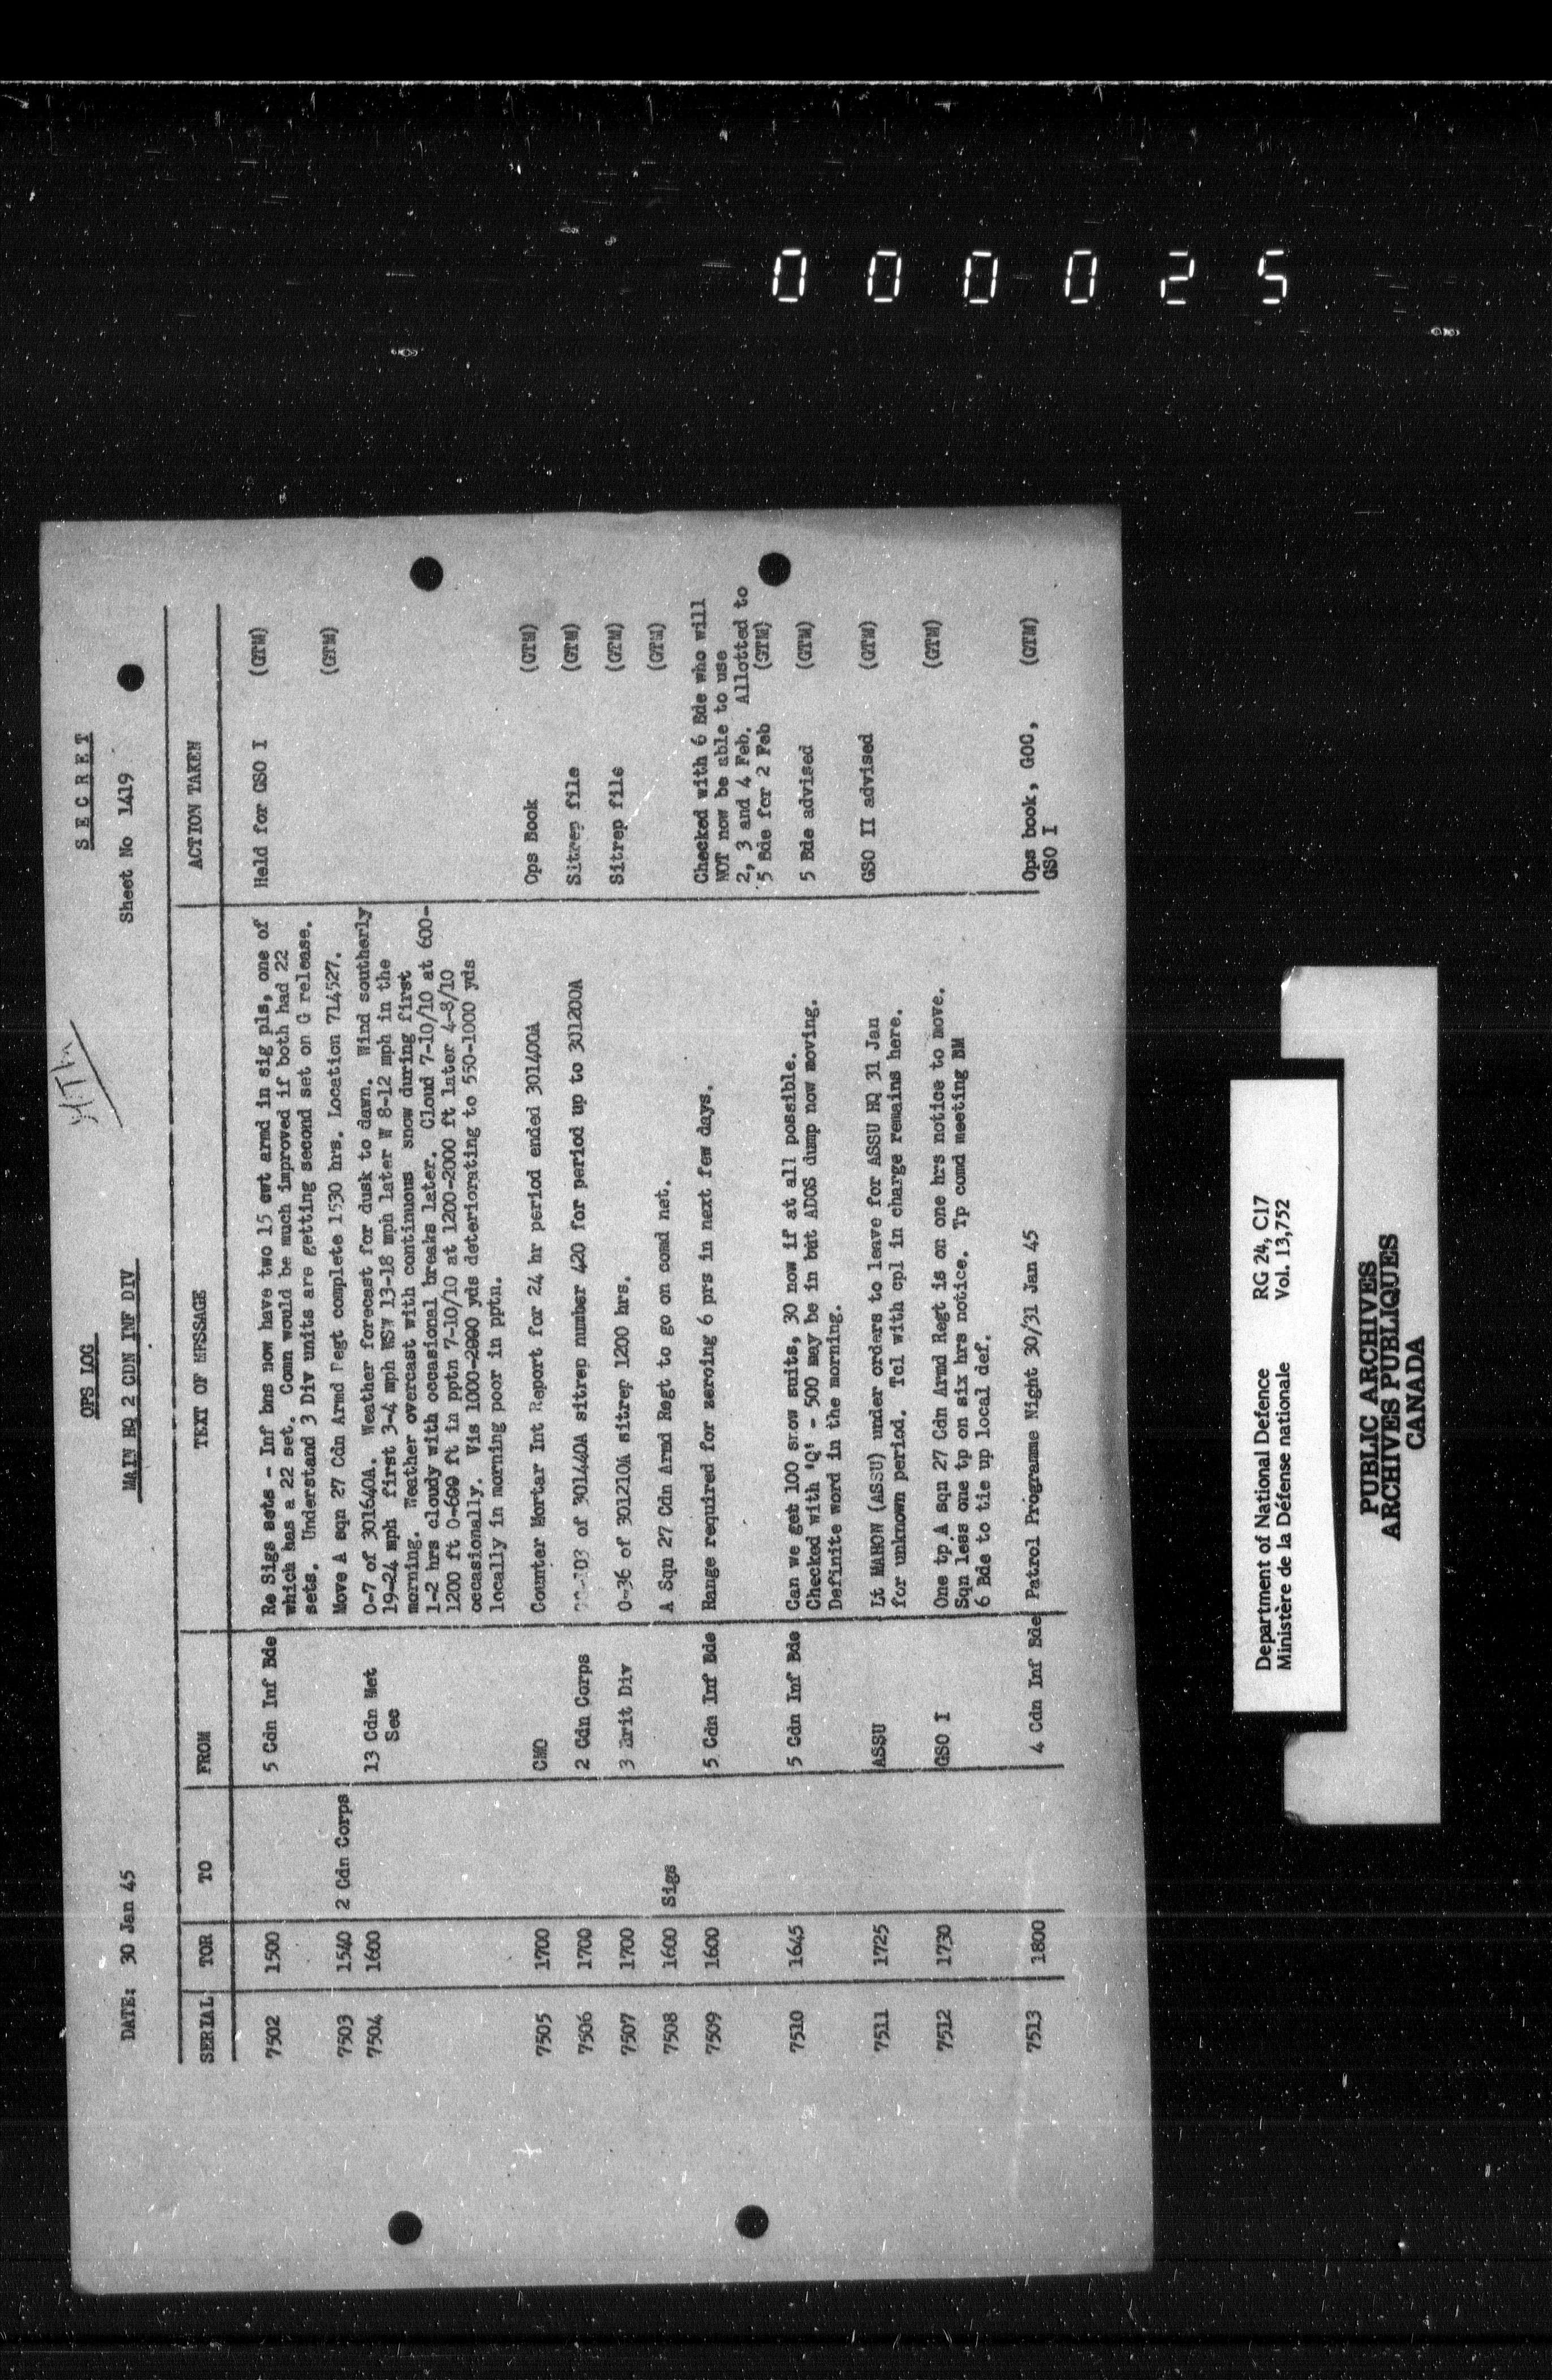 000025
S E C R E T
OPS LOG
MAIN HQ 2 CDN INF DIV
DATE: 30 Jan 45
Sheet No 1419
SERIAL TOR TO FROM TEXT OF MESSAGE ACTION TAKEN
7502 1500 5 Cdn Inf Bde Re Sigs sets - Inf bns now have two 15 cwt armd in sig pls, one of Held for GSO I (GTM)
which has a 22 set. Comn would be much improved if both had 22
sets. Understand 3 Div units are getting second set on G release.
7503 1540 2 Cdn Corps Move A sqn 27 Cdn Armd Regt complete 1530 hrs. Location 714527. (GTM)
7504 1600 13 Cdn Met O-7 of 301640A. Weather forecast for dusk to dawn. Wind southerly
Sec 19-24 mph first 3-4 mph WSW 13-18 mph later W 8-12 mph in the
morning. Weather overcast with continuous snow during first
1-2 hrs cloudy with occasional breaks later. Cloud 7-10/10 at 600-
1200 ft 0-600 ft in pptn 7-10/10 at 1200-2000 ft later 4-8/10
occasionally. Vis 1000-2000 yds deteriorating to 550-1000 yds
locally in morning poor in pptn.
7505 1700 CMO Counter Mortar Int Report for 24 hr period ended 301400A Ops Book (GTM)
7506 1700 2 Cdn Corps of 301440A sitrep number 420 for period up to 301200A Sitrep file (GTM)
7507 1700 3 Brit Div O-36 of 301210A sitrep 1200 hrs. Sitrep file (GTM)
7508 1600 Sigs A Sqn 27 Cdn Armd Regt to go on comd net. (GTM)
7509 1600 5 Cdn Inf Bde Range required for zeroing 6 prs in next few days. Checked with 6 Bde who will
NOT now be able to use
2, 3 and 4 Feb. Allotted to
5 Bde for 2 Feb (GTM)
7510 1645 5 Cdn Inf Bde Can we get 100 snow suits, 30 now if at all possible. 5 Bde advised (GTM)
Checked with 'Q' - 500 may be in but ADOS dump now moving.
Definite word in the morning.
7511 1725 ASSU Lt MAHON (ASSU) under orders to leave for ASSU HQ 31 Jan GSO II advised (GTM)
for unknown period. Tcl with cpl in charge remains here.
7512 1730 GSO I One tp A sqn 27 Cdn Armd Regt is on one hrs notice to move. (GTM)
Sqn less one tp on six hrs notice. Tp comd meeting BM
6 Bde to tie up local def.
7513 1800 4 Cdn Inf Bde Patrol Programme Night 30/31 Jan 45 Ops book, GOC, (GTM)
GSO I
Department of National Defence RG 24, C17
Ministère de la Défense nationale Vol. 13,752
PUBLIC ARCHIVES
ARCHIVES PUBLIQUES
CANADA